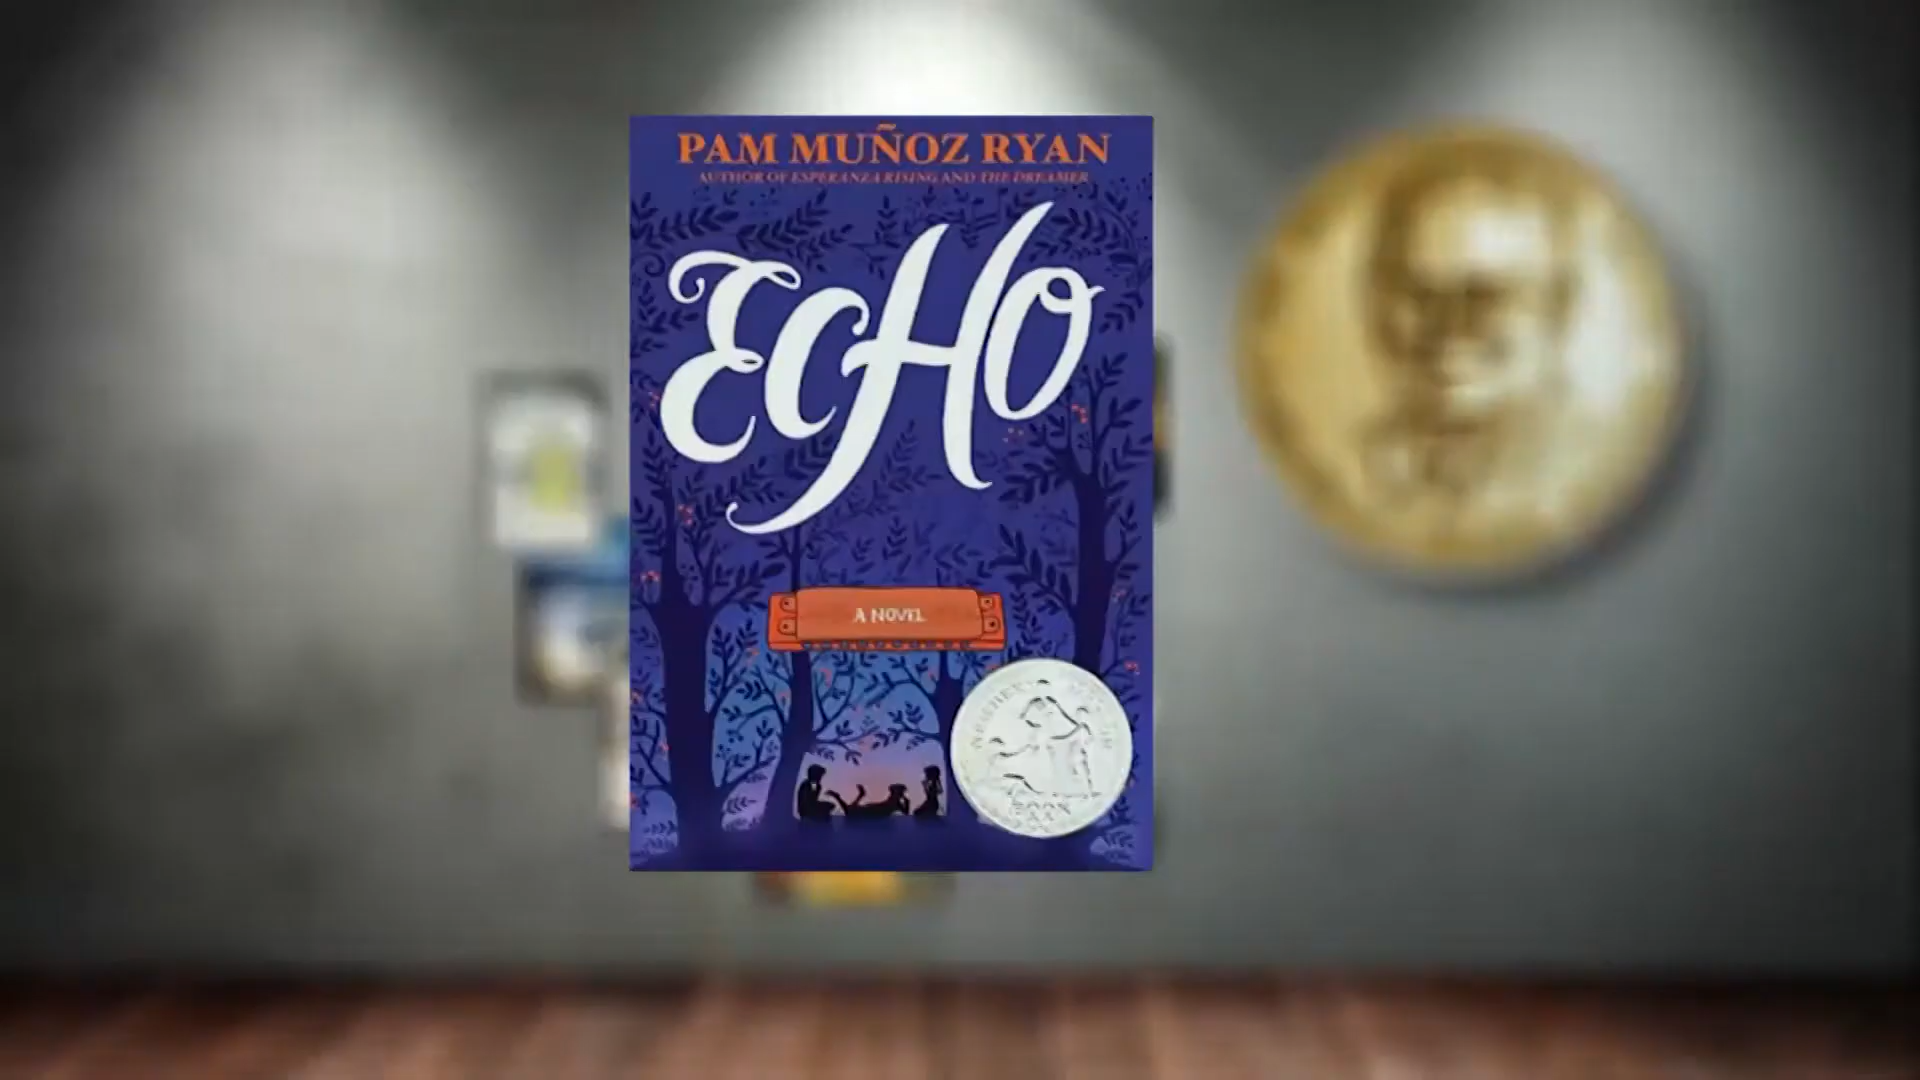 PAM MUÑOZ RYAN
AUTHOR OF ESPERANZA RISING AND THE DREAMER
ECHO
A NOVEL